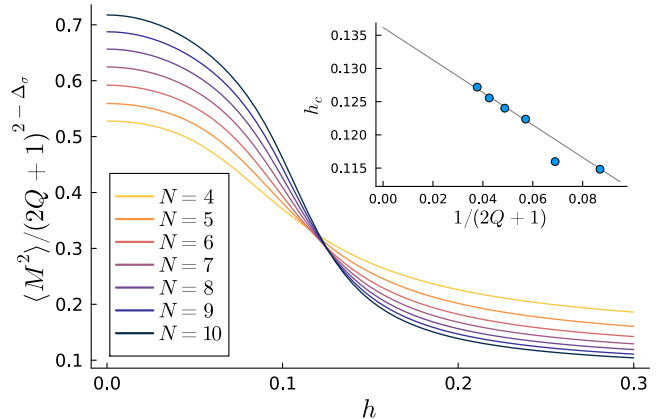 0.7
0.6
0.5
0.4
0.3
0.2
0.1
⟨M²⟩/(2Q + 1)^{2 − Δ_σ}
N = 4
N = 5
N = 6
N = 7
N = 8
N = 9
N = 10
0.0 0.1 0.2 0.3
h
0.135
0.130
0.125
0.120
0.115
h_c
0.00 0.02 0.04 0.06 0.08
1/(2Q + 1)